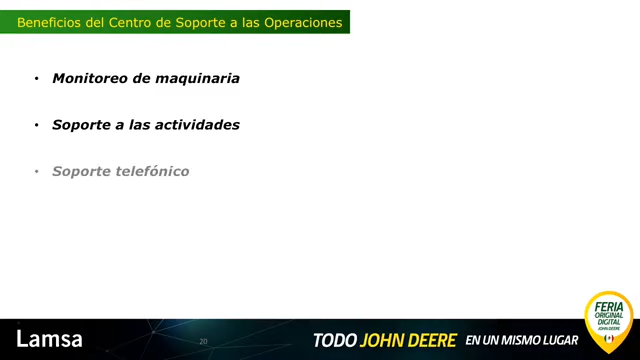 Beneficios del Centro de Soporte a las Operaciones
• Monitoreo de maquinaria
• Soporte a las actividades
• Soporte telefónico
Lamsa
20
TODO JOHN DEERE EN UN MISMO LUGAR
FERIA
ORIGINAL
DIGITAL
JOHN DEERE